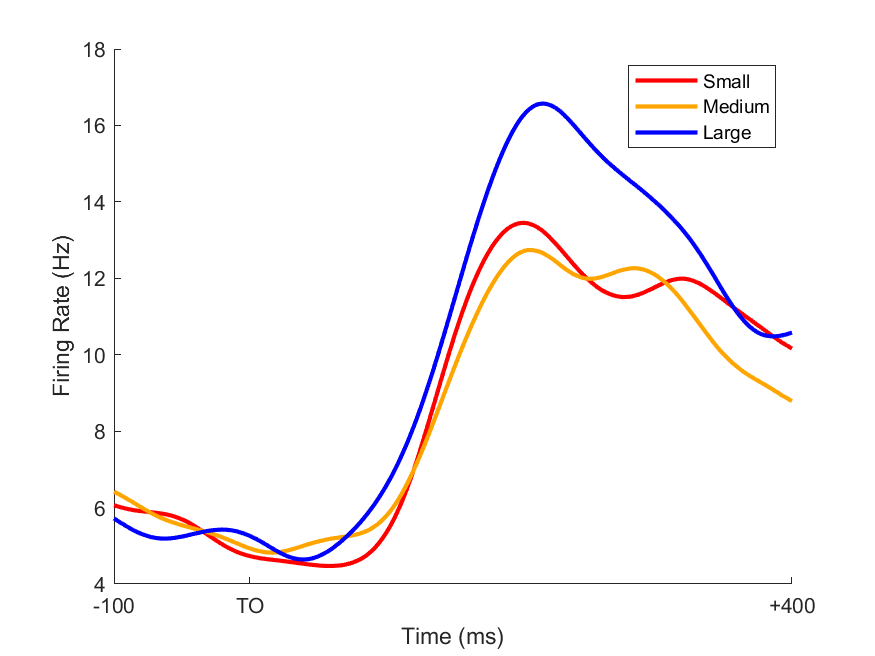 18
16
14
12
10
8
6
4
Firing Rate (Hz)
Small
Medium
Large
-100
TO
+400
Time (ms)